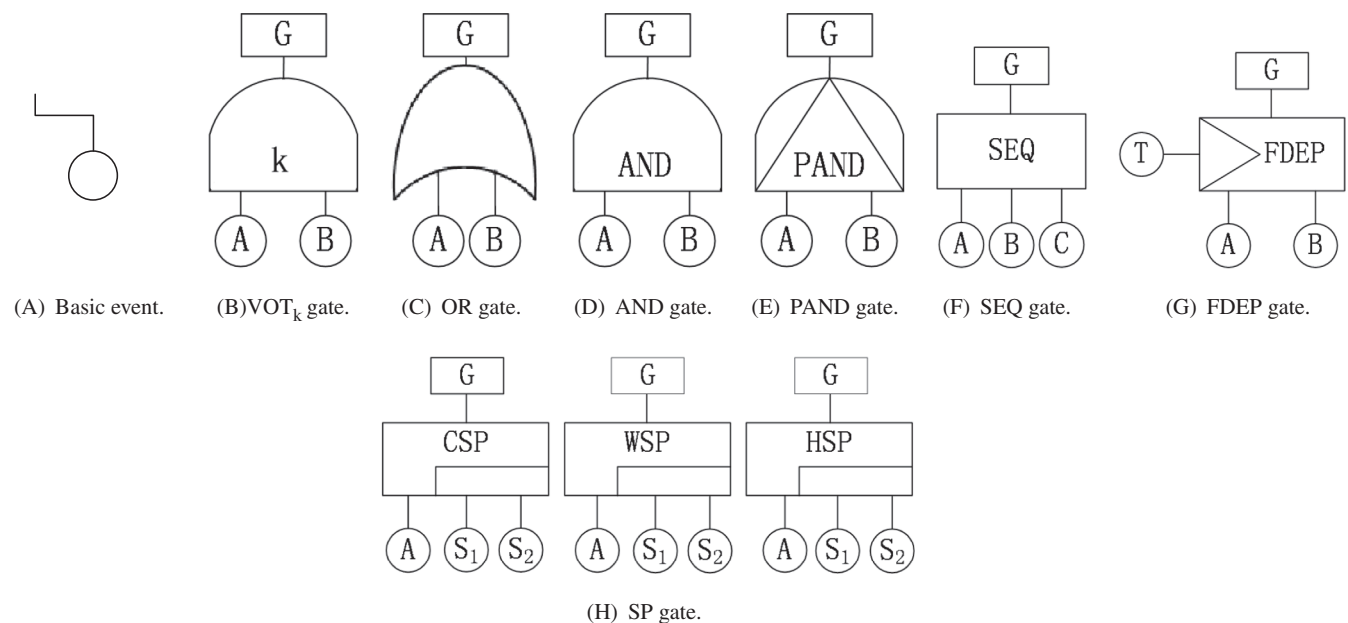 G G G G
G G
k AND PAND SEQ T FDEP
A B A B A B A B A B C A B
(A) Basic event. (B)VOTk gate. (C) OR gate. (D) AND gate. (E) PAND gate. (F) SEQ gate. (G) FDEP gate.
G G G
CSP WSP HSP
A S1 S2 A S1 S2 A S1 S2
(H) SP gate.